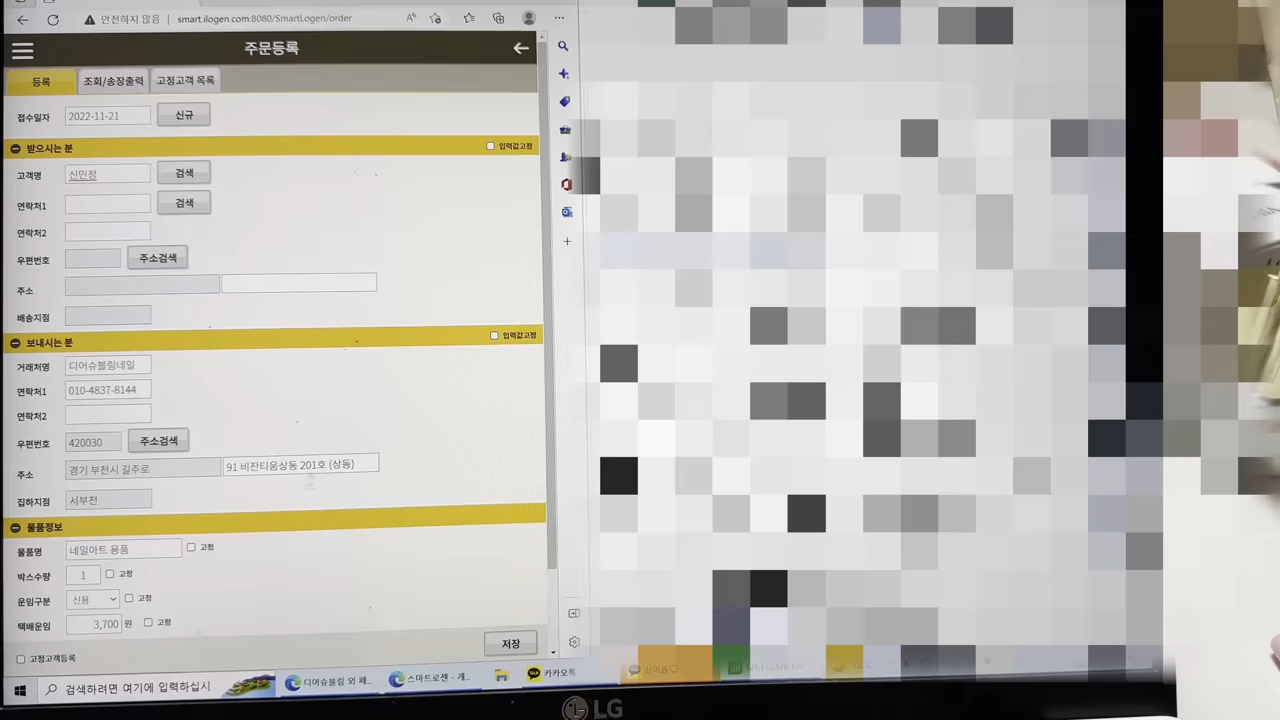 안전하지 않음 smart.ilogen.com:8080/SmartLogen/order
주문등록
등록 조회/송장출력 고정고객 목록
접수일자 2022-11-21 신규
받으시는 분 입력값고정
고객명 신민정 검색
연락처1 검색
연락처2
우편번호 주소검색
주소
배송지점
보내시는 분 입력값고정
거래처명 디어슈블링네일
연락처1 010-4837-8144
연락처2
우편번호 420030 주소검색
주소 경기 부천시 길주로 91 비잔티움상동 201호 (상동)
집하지점 서부천
물품정보
물품명 네일아트 용품 고정
박스수량 1 고정
운임구분 신용 고정
택배운임 3,700 원 고정
저장
고정고객등록
검색하려면 여기에 입력하십시 디어슈블링 외 페... 스마트로젠 - 개... 카카오톡
LG